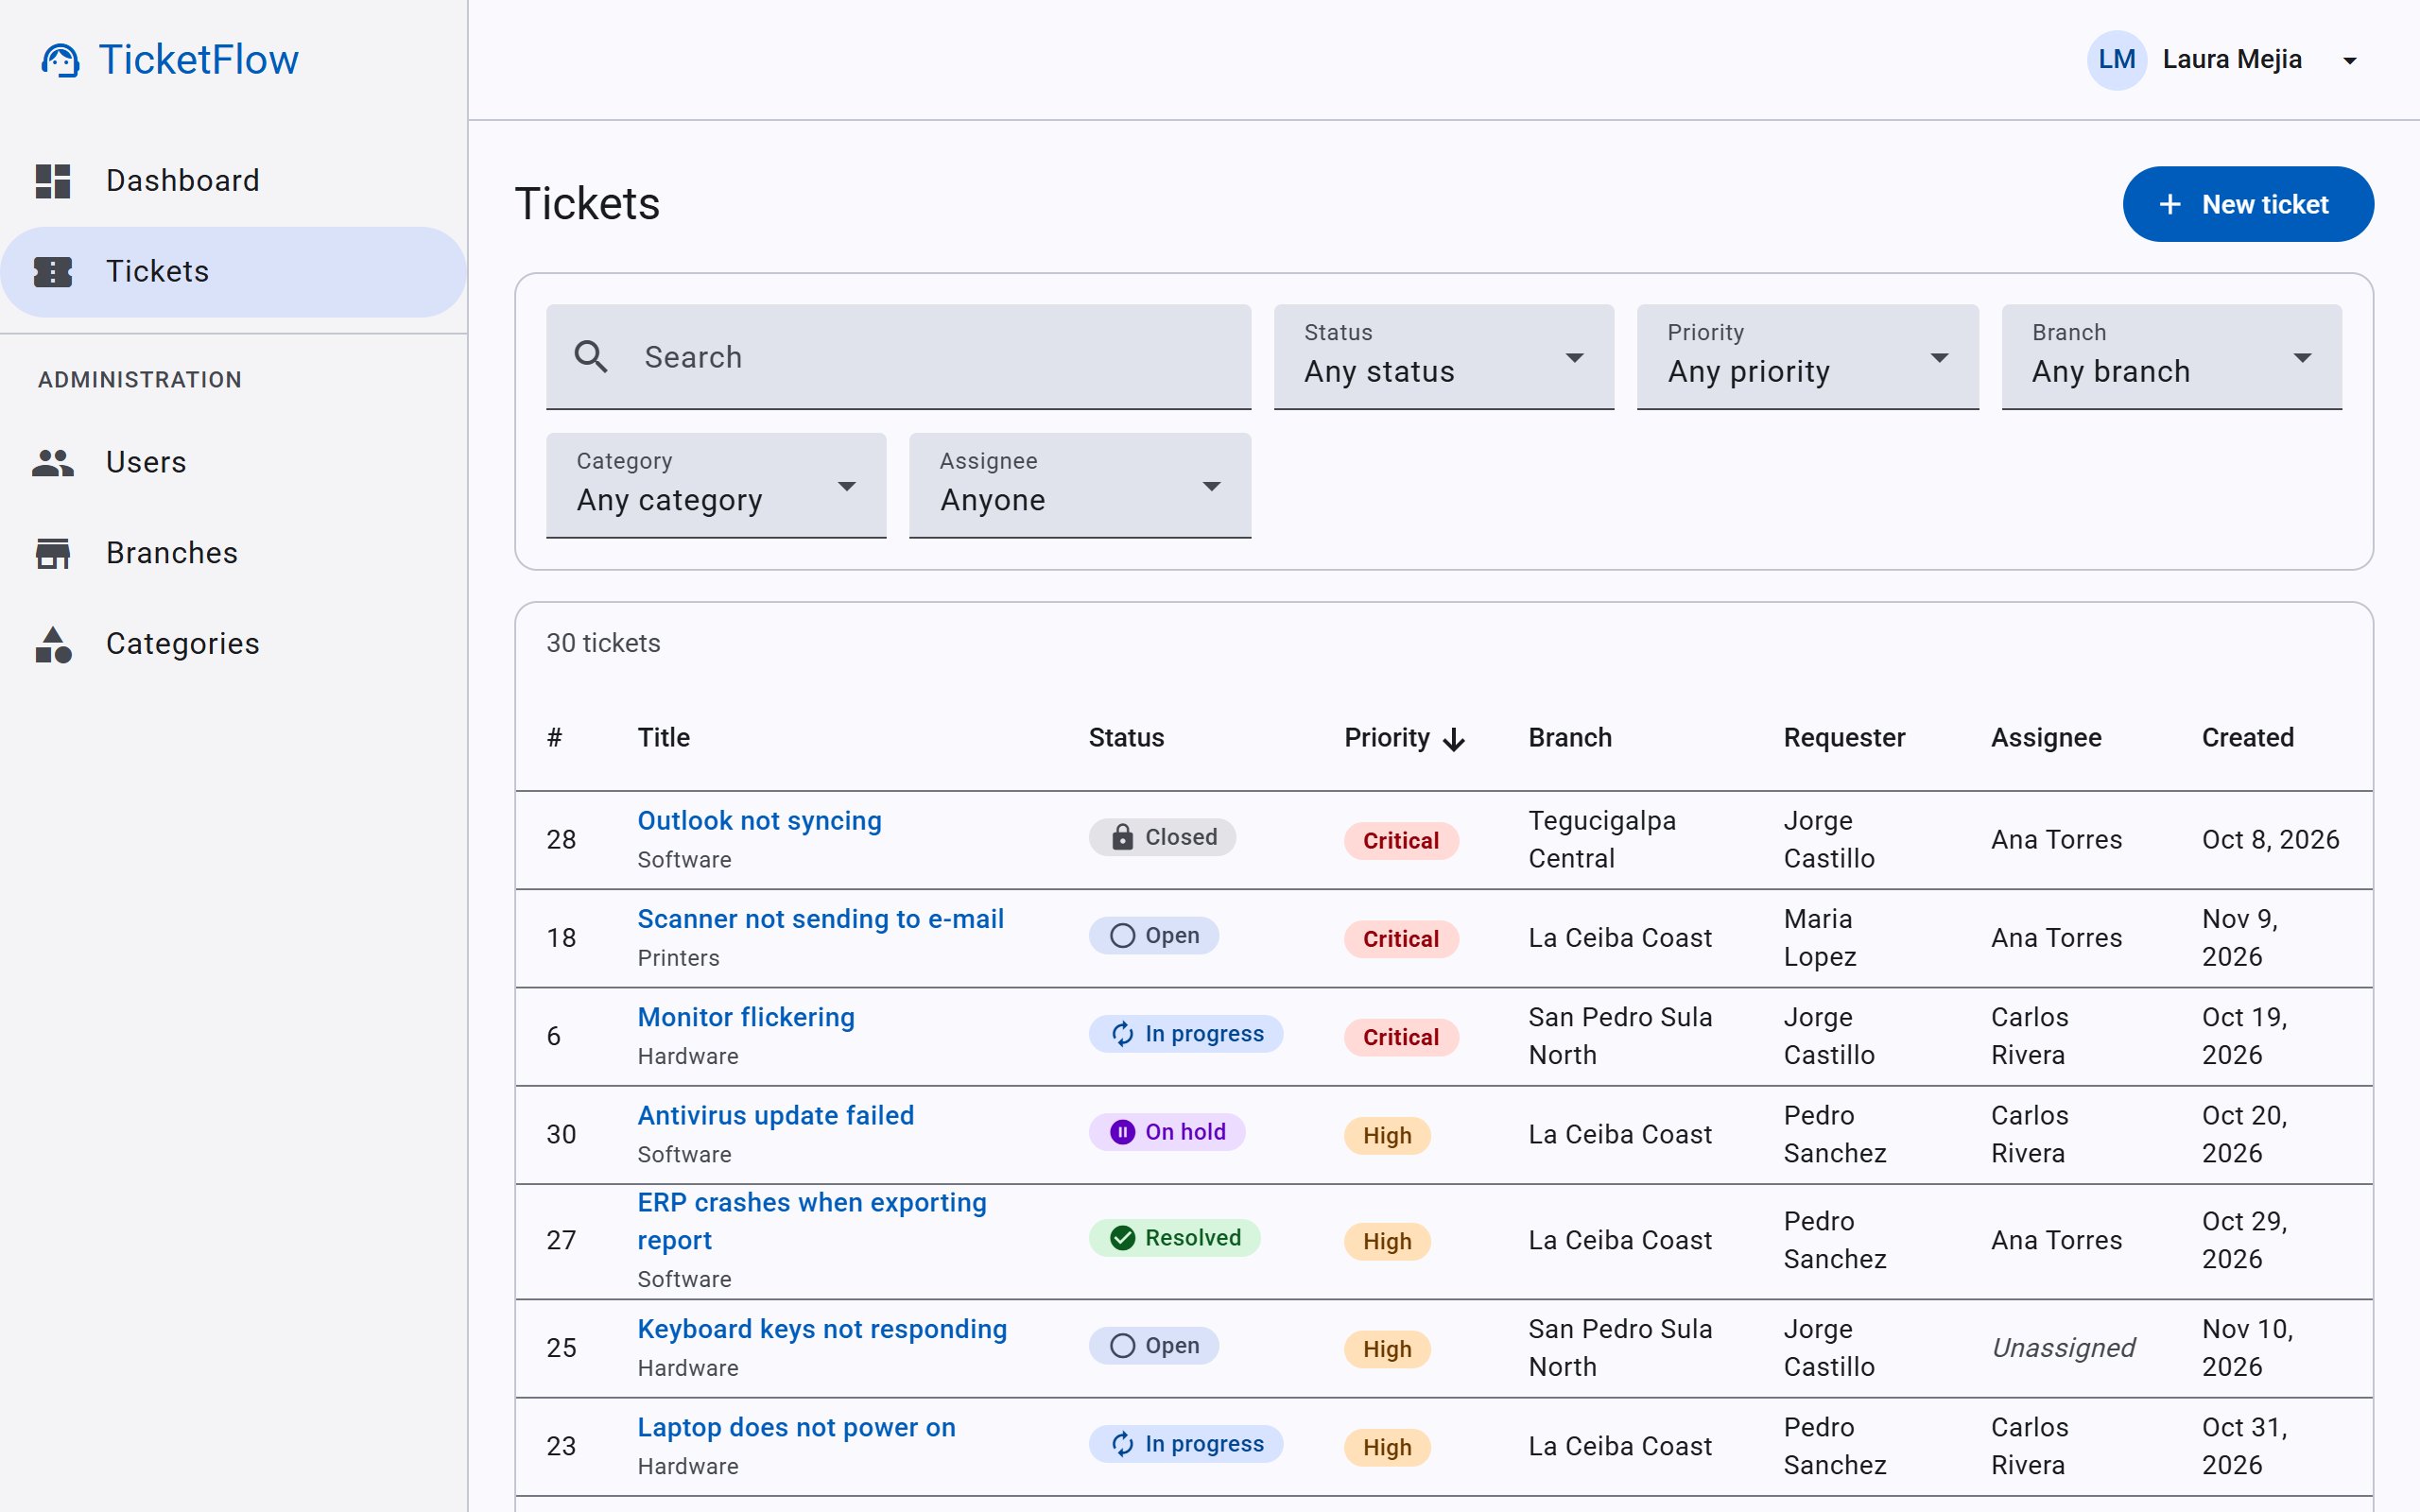 TicketFlow
LM Laura Mejia
Dashboard
Tickets
ADMINISTRATION
Users
Branches
Categories
Tickets
New ticket
Search
Status
Any status
Priority
Any priority
Branch
Any branch
Category
Any category
Assignee
Anyone
30 tickets
# Title Status Priority Branch Requester Assignee Created
28 Outlook not syncing Software Closed Critical Tegucigalpa Central Jorge Castillo Ana Torres Oct 8, 2026
18 Scanner not sending to e-mail Printers Open Critical La Ceiba Coast Maria Lopez Ana Torres Nov 9, 2026
6 Monitor flickering Hardware In progress Critical San Pedro Sula North Jorge Castillo Carlos Rivera Oct 19, 2026
30 Antivirus update failed Software On hold High La Ceiba Coast Pedro Sanchez Carlos Rivera Oct 20, 2026
27 ERP crashes when exporting report Software Resolved High La Ceiba Coast Pedro Sanchez Ana Torres Oct 29, 2026
25 Keyboard keys not responding Hardware Open High San Pedro Sula North Jorge Castillo Unassigned Nov 10, 2026
23 Laptop does not power on Hardware In progress High La Ceiba Coast Pedro Sanchez Carlos Rivera Oct 31, 2026